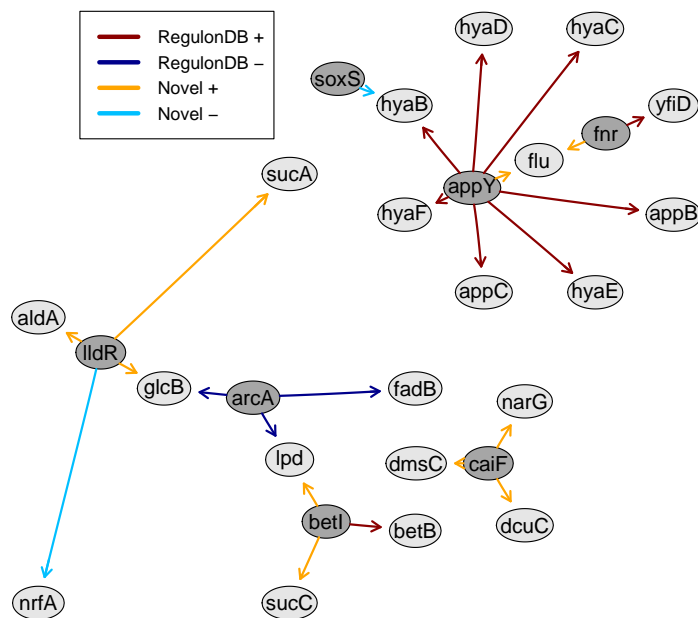 RegulonDB +
RegulonDB −
Novel +
Novel −
hyaD
hyaC
soxS
hyaB
yfiD
fnr
flu
sucA
appY
hyaF
appB
appC
hyaE
aldA
lldR
glcB
arcA
fadB
narG
lpd
dmsC
caiF
betI
betB
dcuC
nrfA
sucC